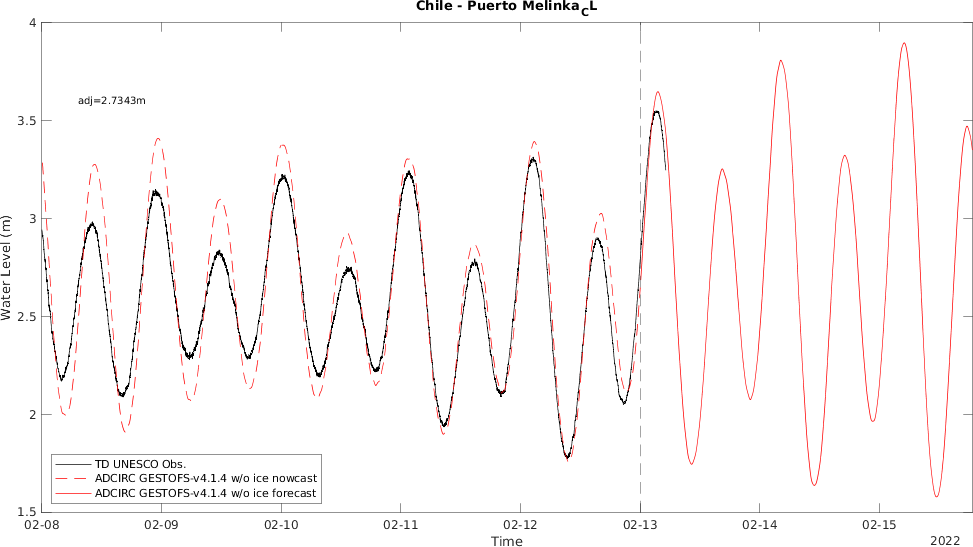 Chile - Puerto Melinka_CL
4
adj=2.7343m
3.5
3
Water Level (m)
2.5
2
TD UNESCO Obs.
ADCIRC GESTOFS-v4.1.4 w/o ice nowcast
ADCIRC GESTOFS-v4.1.4 w/o ice forecast
1.5
02-08 02-09 02-10 02-11 02-12 02-13 02-14 02-15
Time
2022